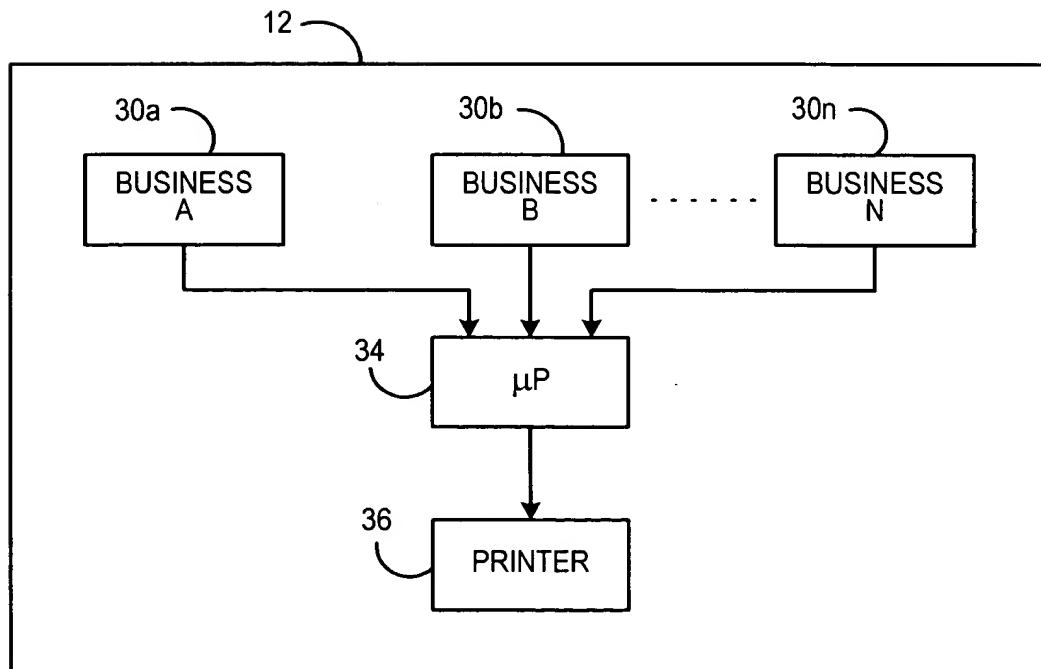 12
30a
30b
30n
BUSINESS
A
BUSINESS
B
BUSINESS
N
34
μP
36
PRINTER